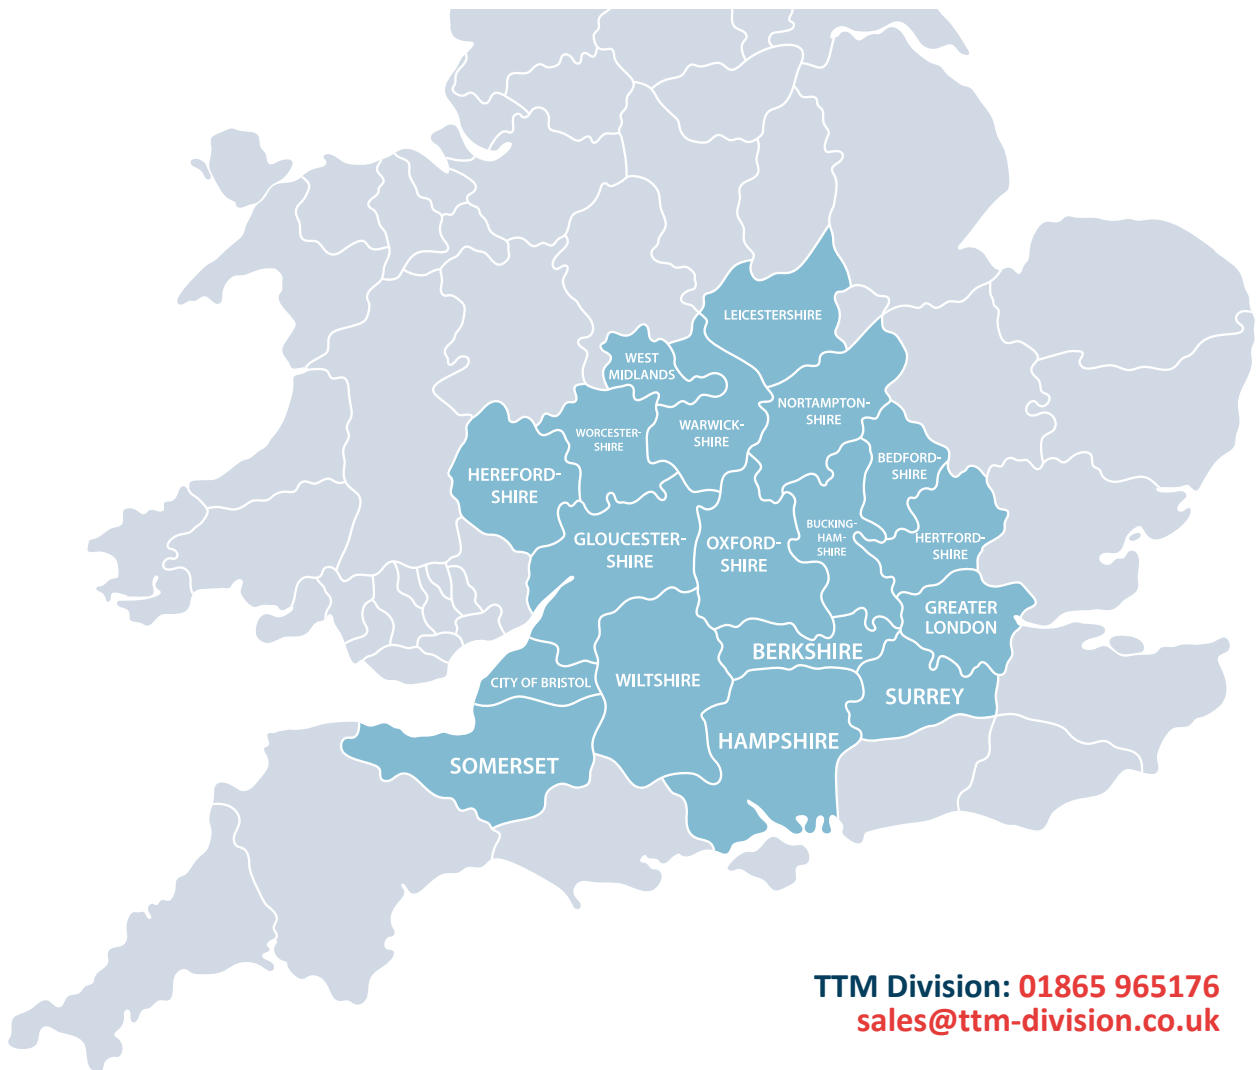 LEICESTERSHIRE
WEST
MIDLANDS
NORTAMPTON-
SHIRE
WORCESTER-
SHIRE
WARWICK-
SHIRE
BEDFORD-
SHIRE
HEREFORD-
SHIRE
GLOUCESTER-
SHIRE
OXFORD-
SHIRE
BUCKING-
HAM-
SHIRE
HERTFORD-
SHIRE
GREATER
LONDON
BERKSHIRE
CITY OF BRISTOL
WILTSHIRE
SURREY
HAMPSHIRE
SOMERSET
TTM Division: 01865 965176
sales@ttm-division.co.uk